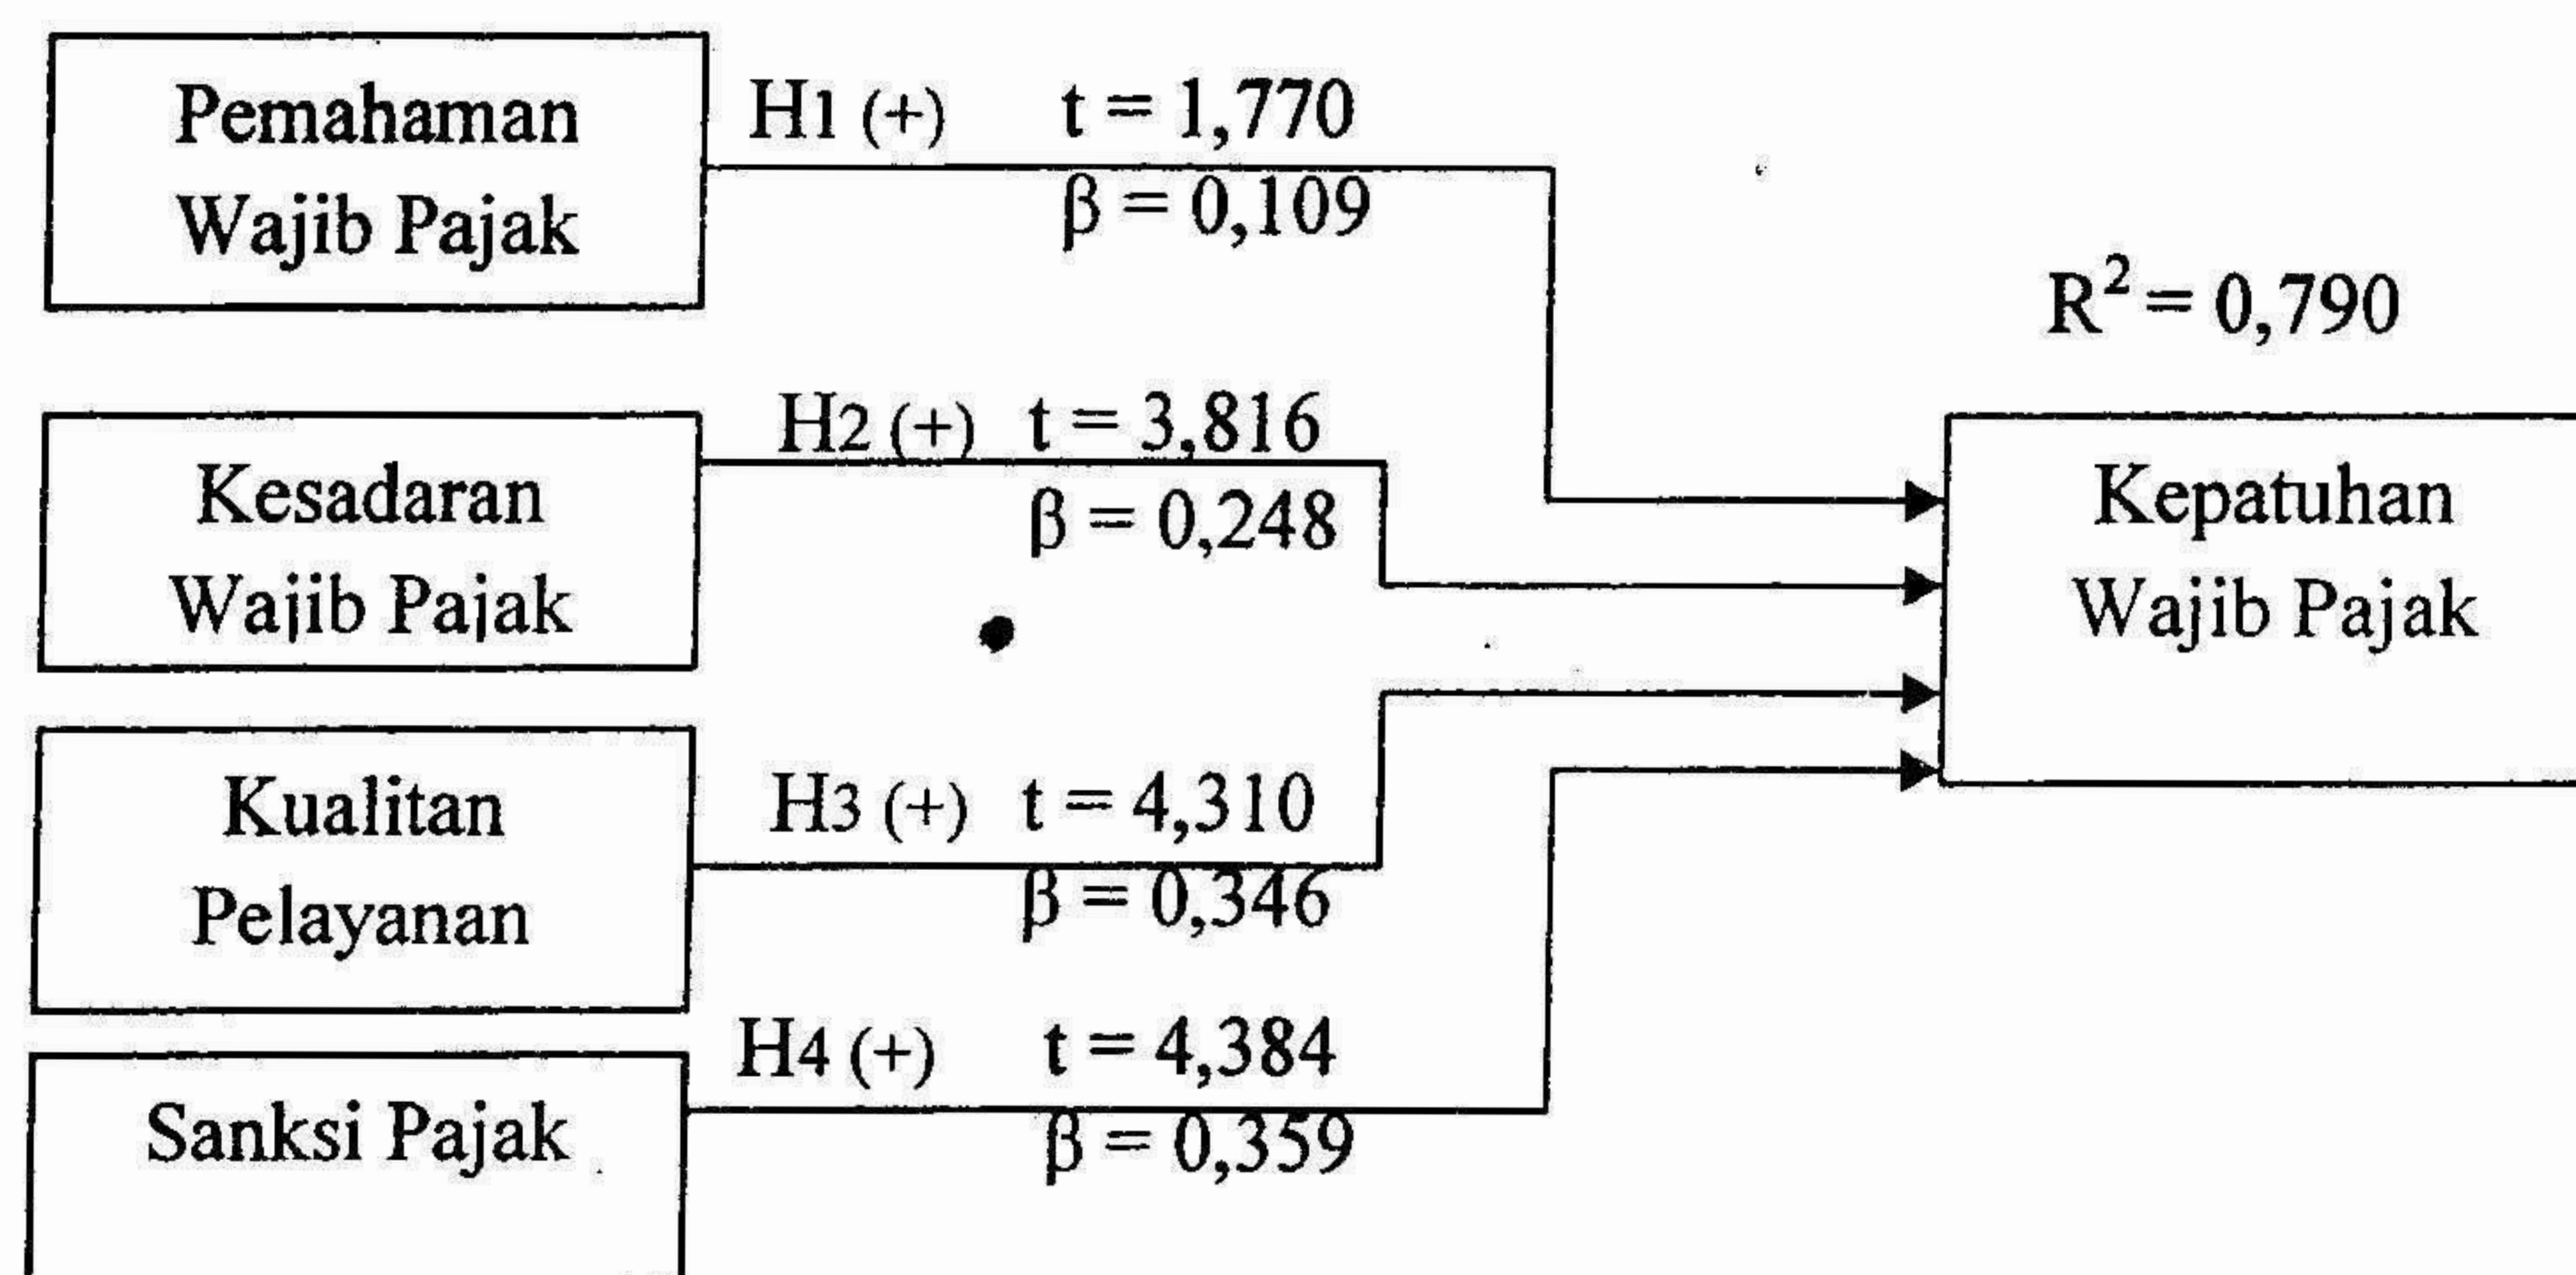 Pemahaman
Wajib Pajak
H1 (+) t = 1,770
β = 0,109
R² = 0,790
Kesadaran
Wajib Pajak
H2 (+) t = 3,816
β = 0,248
Kepatuhan
Wajib Pajak
Kualitan
Pelayanan
H3 (+) t = 4,310
β = 0,346
Sanksi Pajak
H4 (+) t = 4,384
β = 0,359